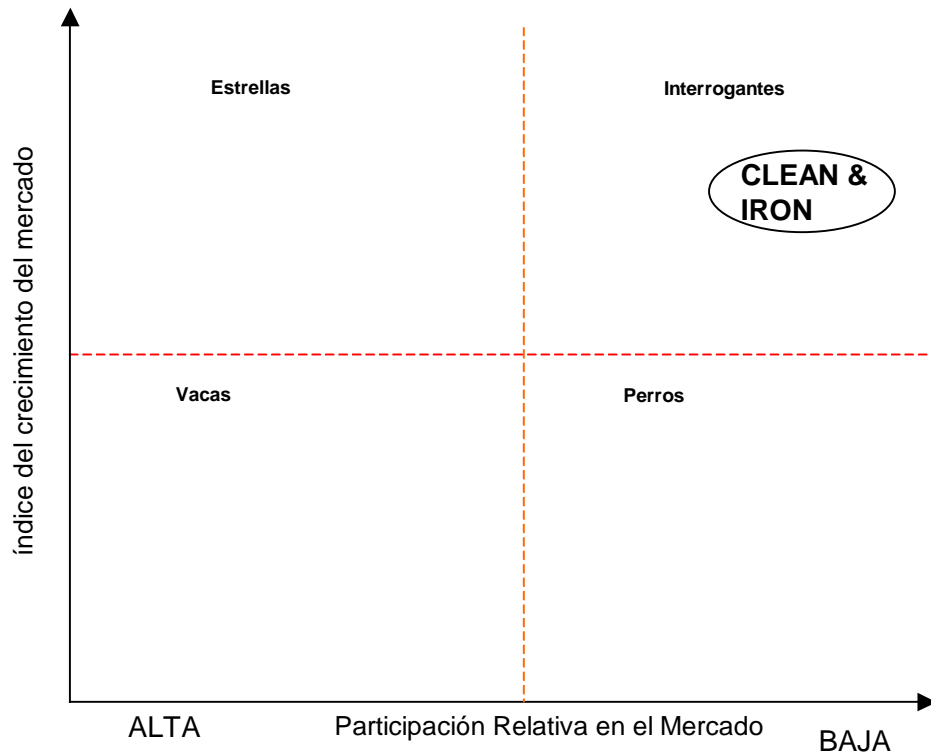 Estrellas
Interrogantes
CLEAN &
IRON
índice del crecimiento del mercado
Vacas
Perros
ALTA
Participación Relativa en el Mercado
BAJA